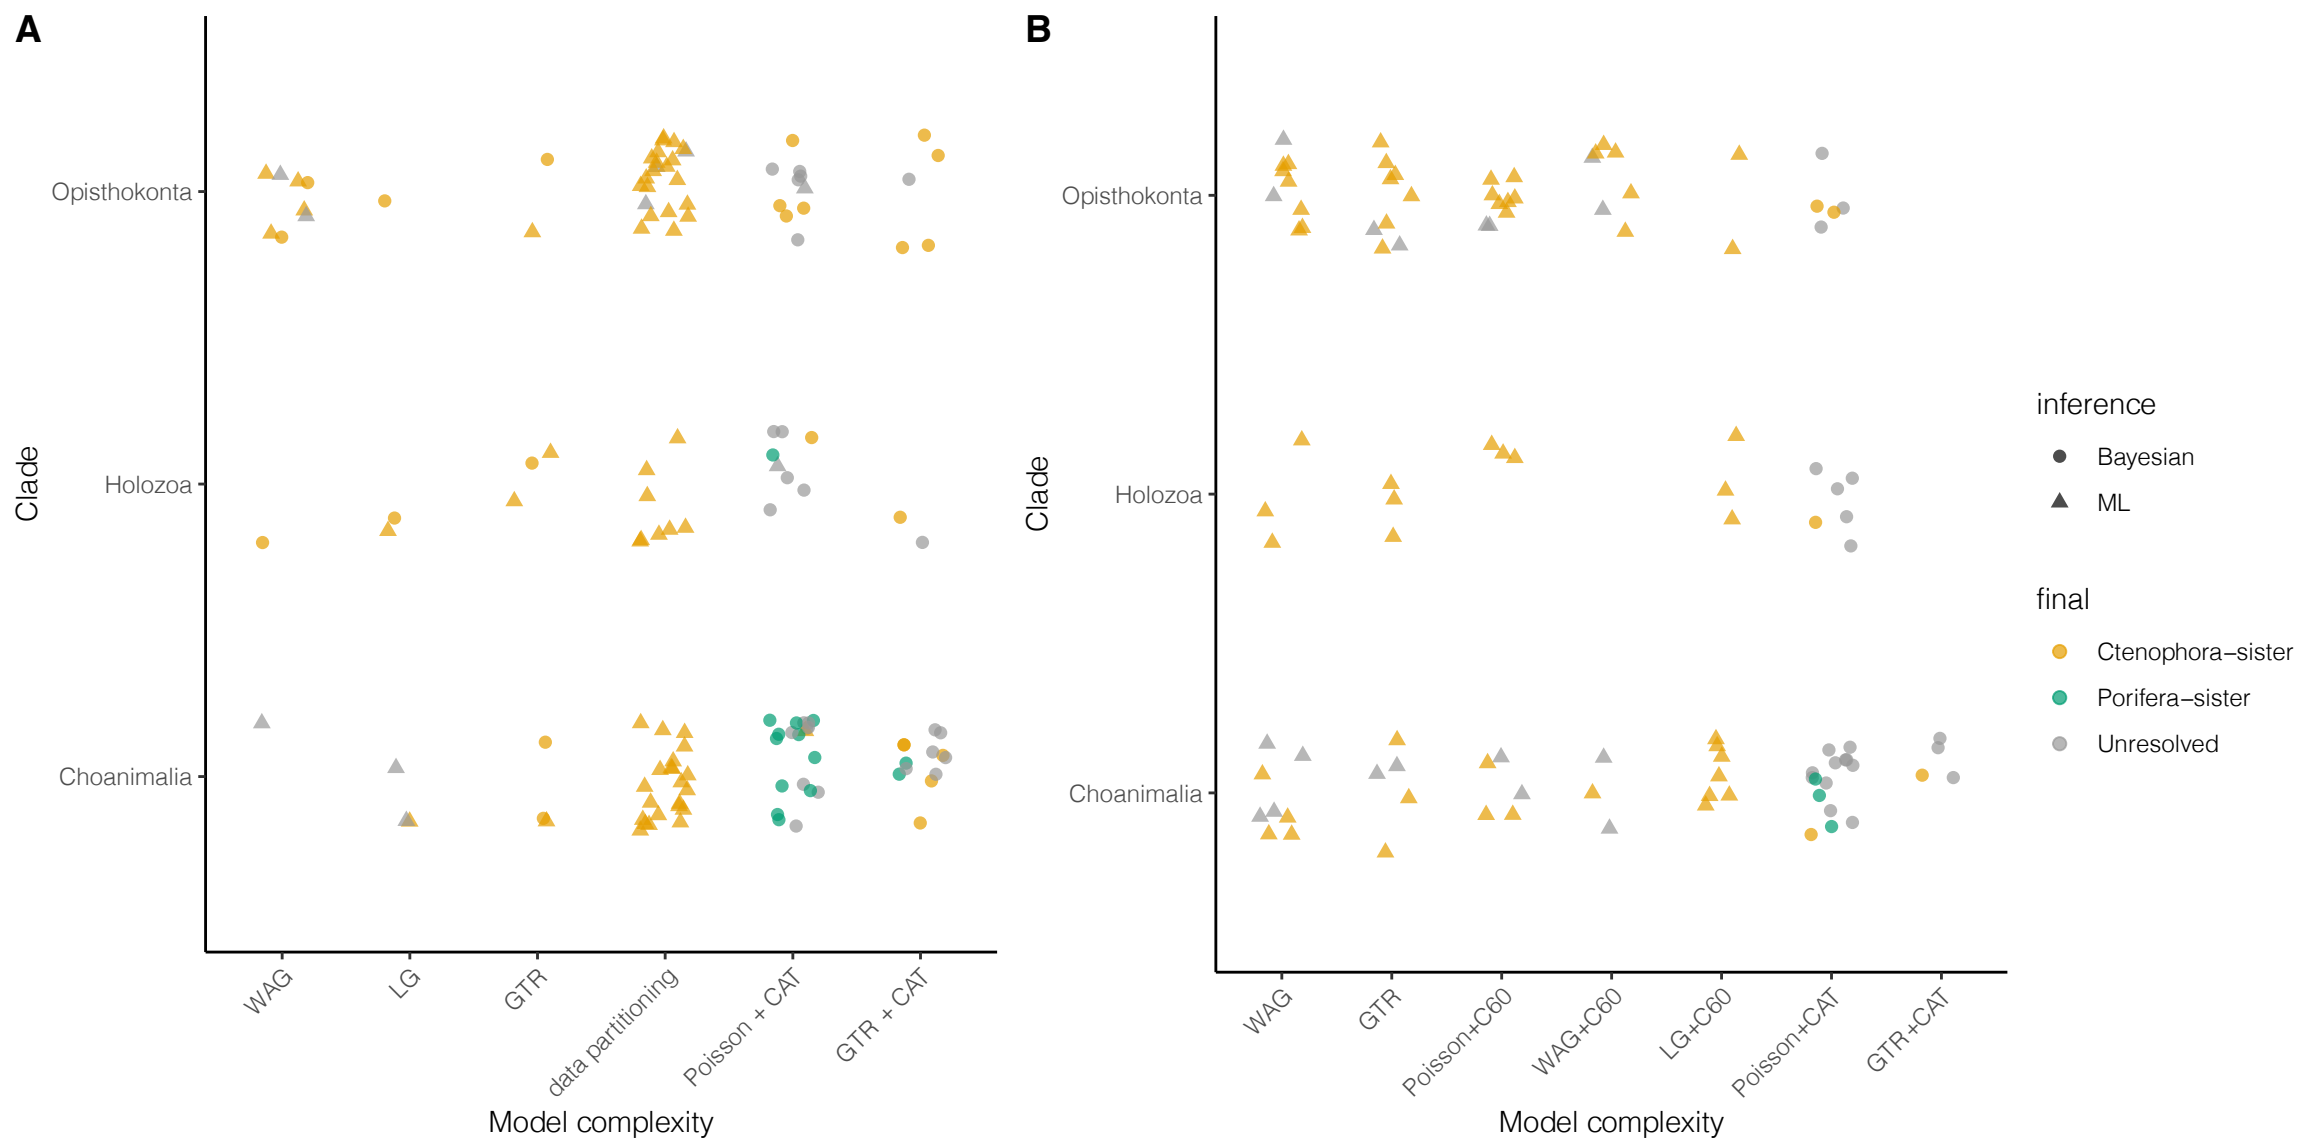 A
Clade
Opisthokonta
Holozoa
Choanimalia
WAG
LG
GTR
data partitioning
Poisson + CAT
GTR + CAT
Model complexity
B
Clade
Opisthokonta
Holozoa
Choanimalia
WAG
GTR
Poisson+C60
WAG+C60
LG+C60
Poisson+CAT
GTR+CAT
Model complexity
inference
Bayesian
ML
final
Ctenophora−sister
Porifera−sister
Unresolved